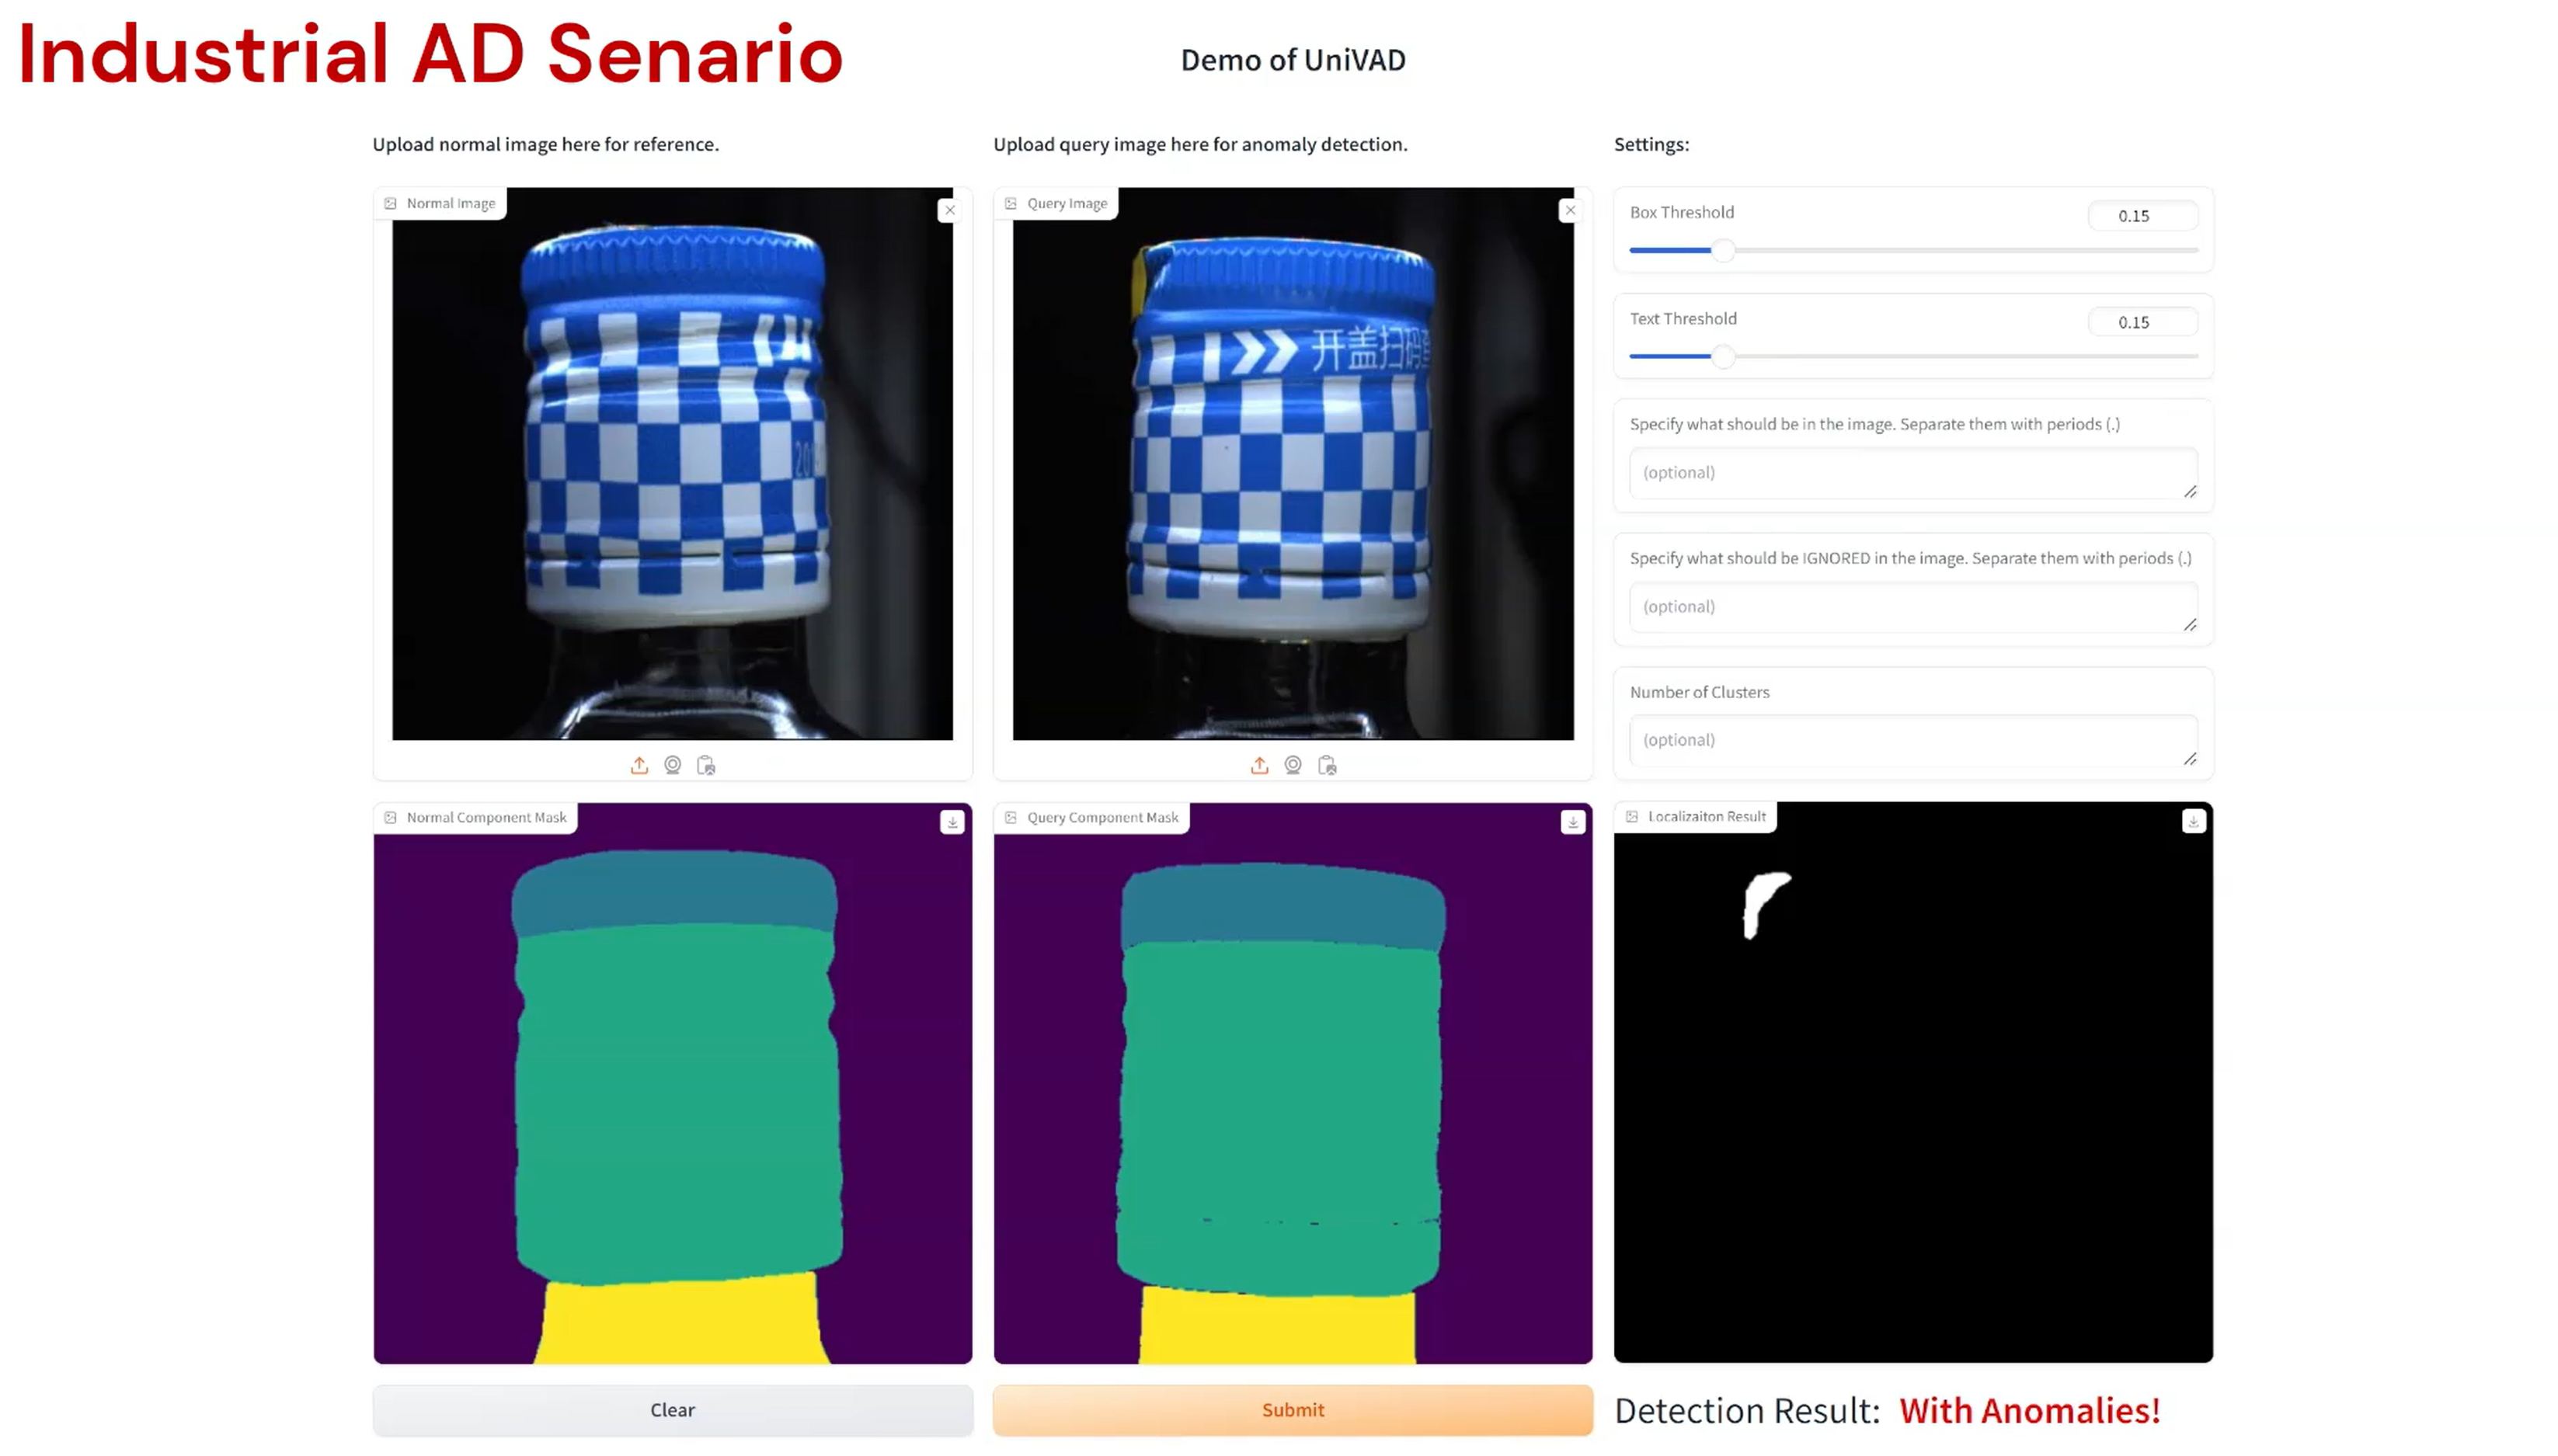 Industrial AD Senario
Demo of UniVAD
Upload normal image here for reference.
Upload query image here for anomaly detection.
Settings:
Normal Image
Query Image
开盖扫码
Box Threshold
0.15
Text Threshold
0.15
Specify what should be in the image. Separate them with periods (.)
(optional)
Specify what should be IGNORED in the image. Separate them with periods (.)
(optional)
Number of Clusters
(optional)
Normal Component Mask
Query Component Mask
Localizaiton Result
Clear
Submit
Detection Result: With Anomalies!